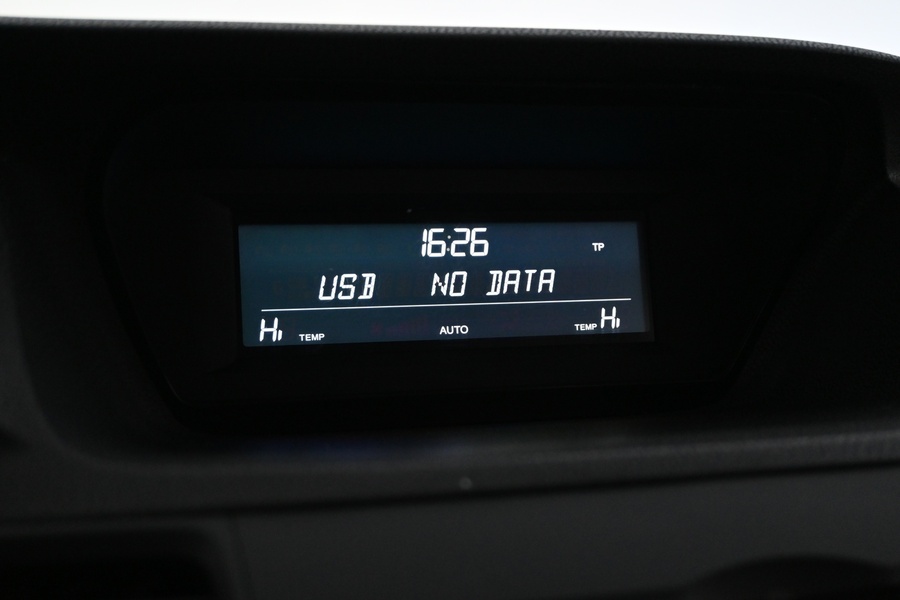 16:26 TP
USB NO DATA
Hi TEMP AUTO TEMP Hi